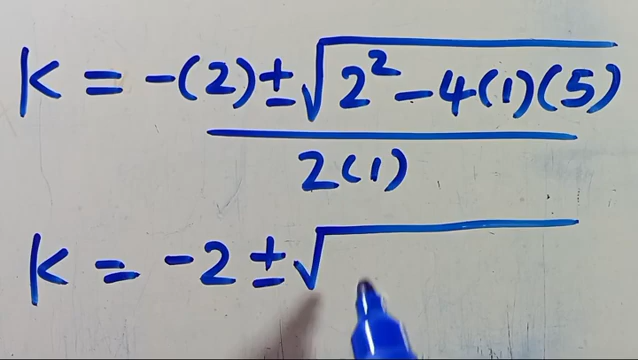 K = -(2) ± √2² - 4(1)(5)
2(1)
K = -2 ± √